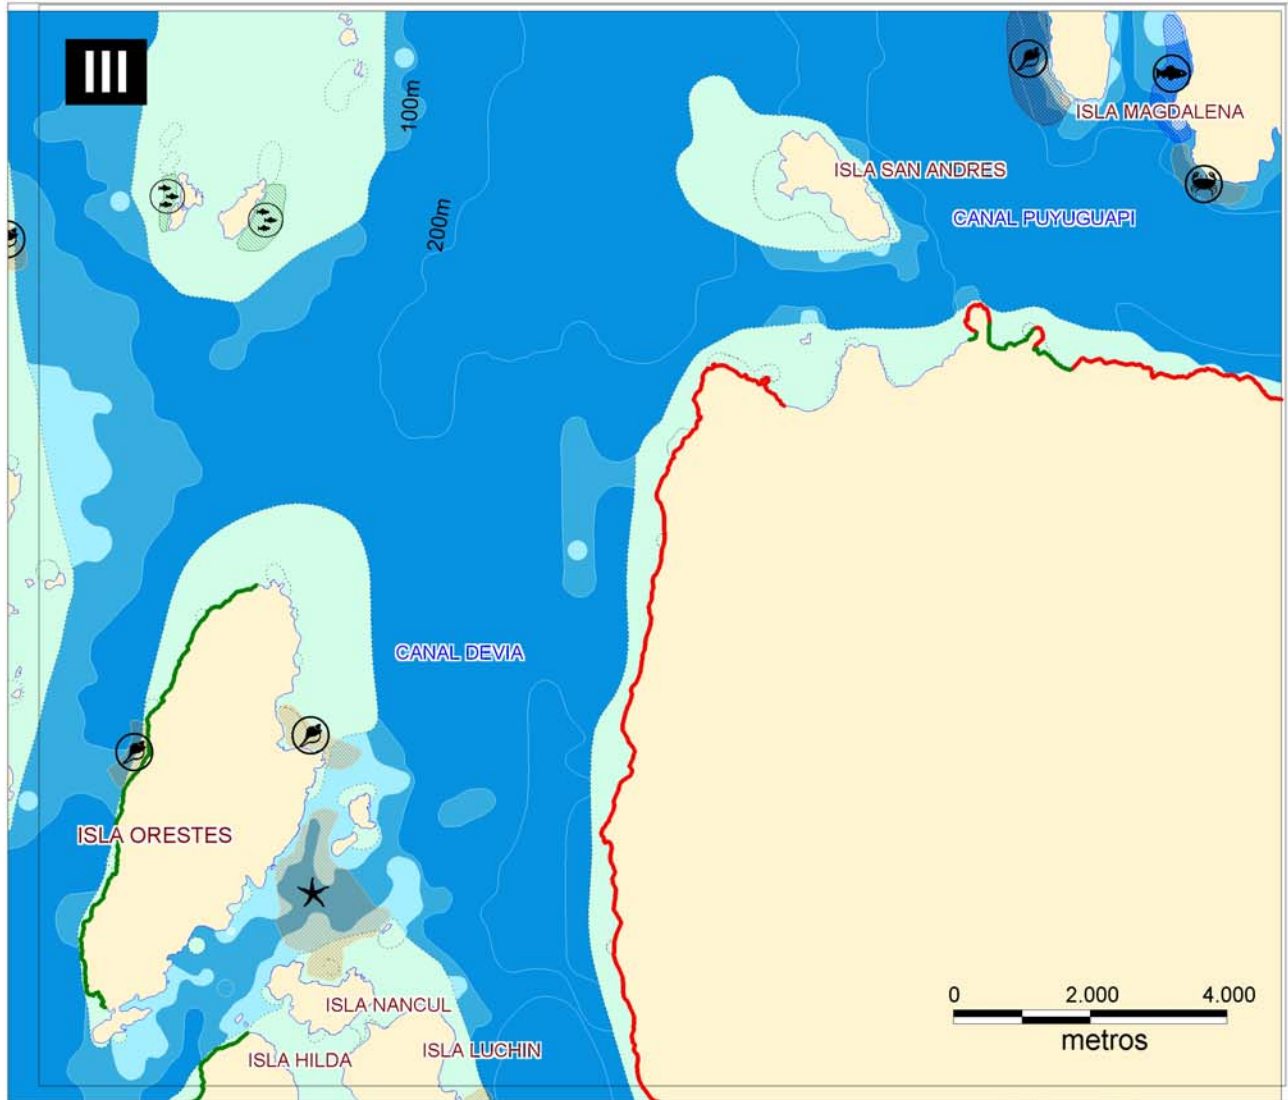 III
100m
ISLA MAGDALENA
ISLA SAN ANDRES
200m
CANAL PUYUGUAPI
CANAL DEVIA
ISLA ORESTES
0 2.000 4.000
metros
ISLA NANCUL
ISLA HILDA
ISLA LUCHIN